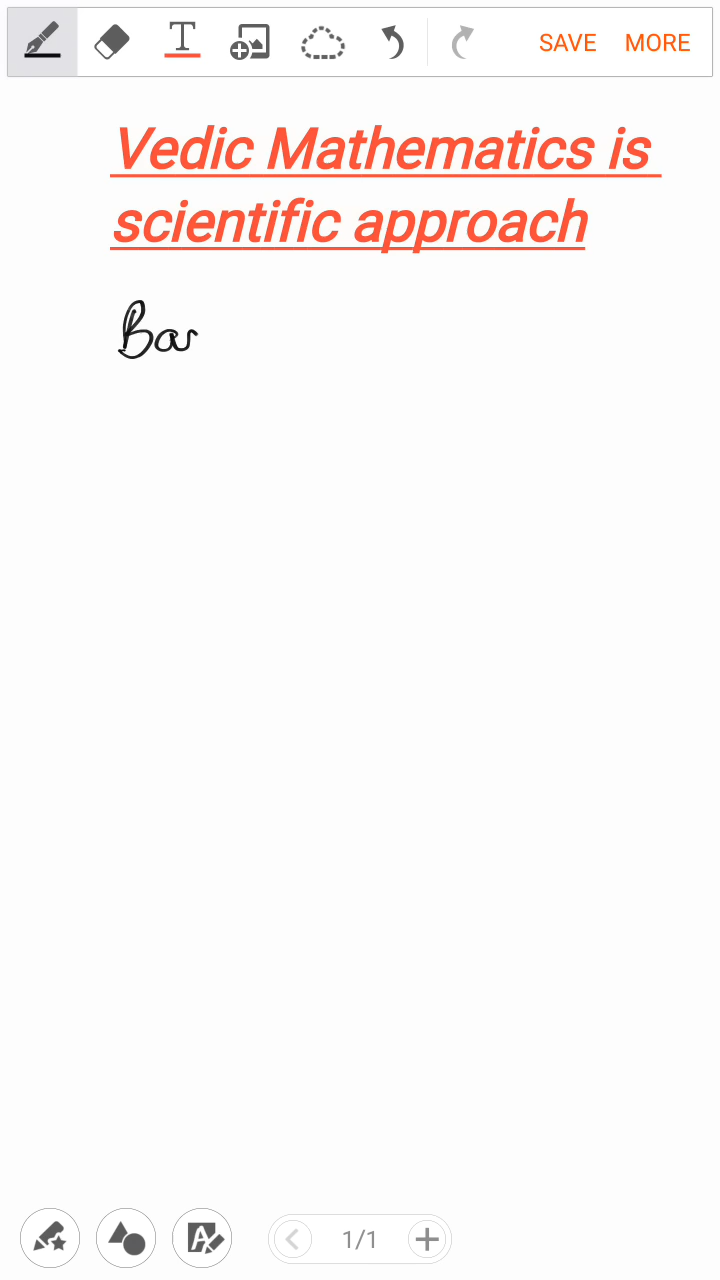 T SAVE MORE
Vedic Mathematics is
scientific approach
Bar
A 1/1